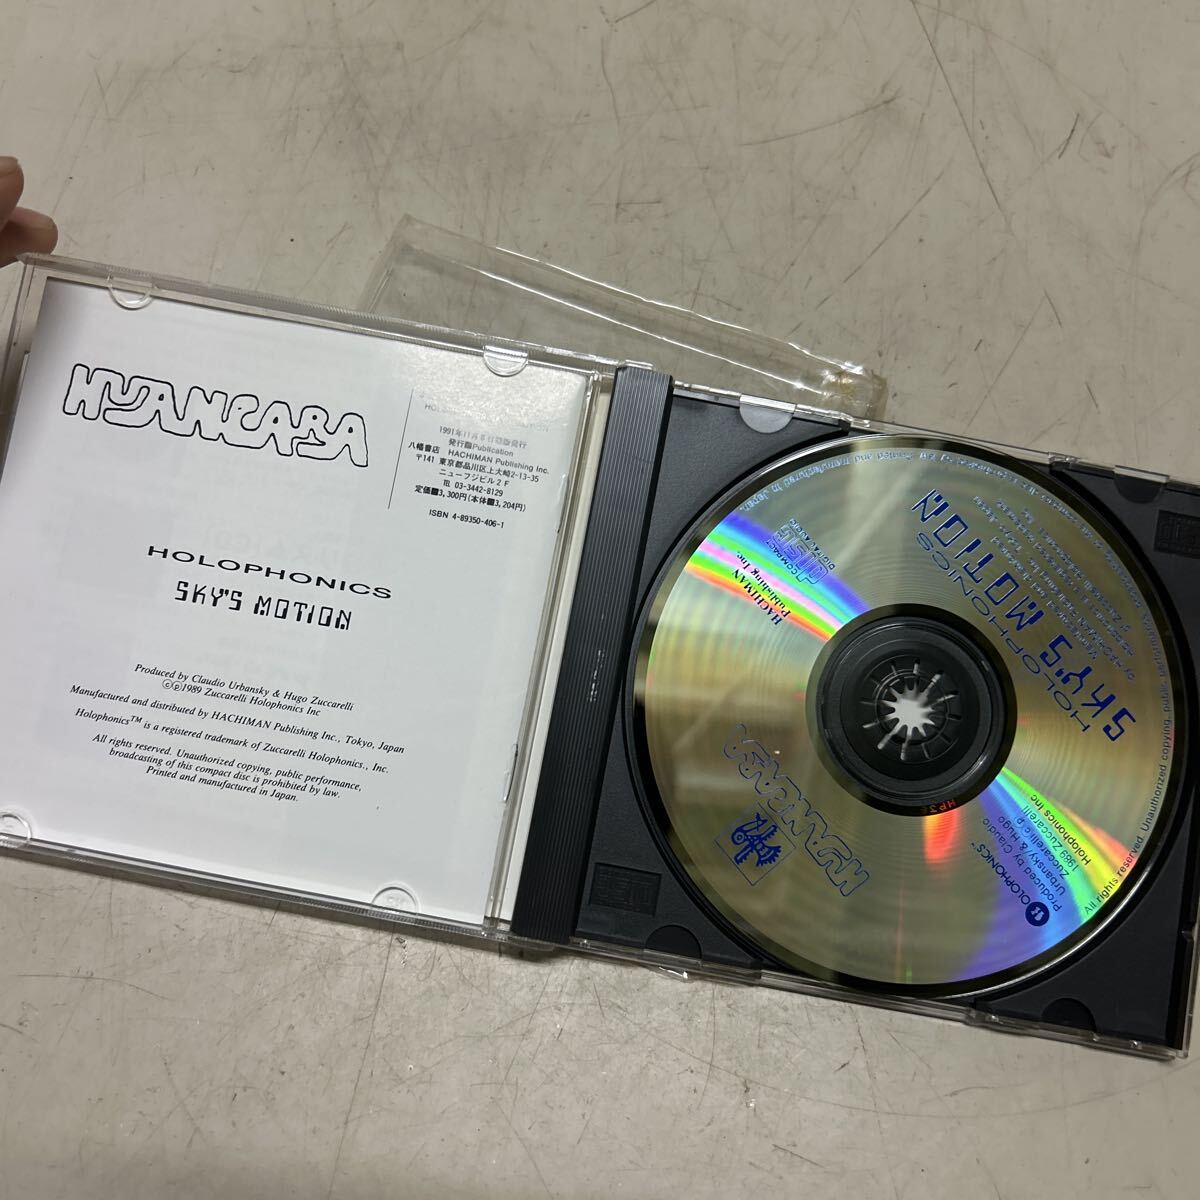 HUANCARA
HOLOPHONICS
SKY'S MOTION
Produced by Claudio Urbansky & Hugo Zuccarelli
©℗1989 Zuccarelli Holophonics Inc
Manufactured and distributed by HACHIMAN Publishing Inc., Tokyo, Japan
Holophonics™ is a registered trademark of Zuccarelli Holophonics., Inc.
All rights reserved. Unauthorized copying, public performance,
broadcasting of this compact disc is prohibited by law.
Printed and manufactured in Japan.
1991年11月8日初版発行
発行臨Publication
八幡書店 HACHIMAN Publishing Inc.
〒141 東京都品川区上大崎2-13-35
ニューフジビル2F
TEL 03-3442-8129
定価■3,300円(本体■3,204円)
ISBN 4-89350-406-1
HOLOPHONICS
SKY'S MOTION
COMPACT
disc
DIGITAL AUDIO
HACHIMAN
Publishing Inc.
HUANCARA
HOLOPHONICS™
Produced by Claudio
Urbansky & Hugo
Zuccarelli c p
1989 Zuccarelli
Holophonics Inc
All rights reserved. Unauthorized copying, public performance,